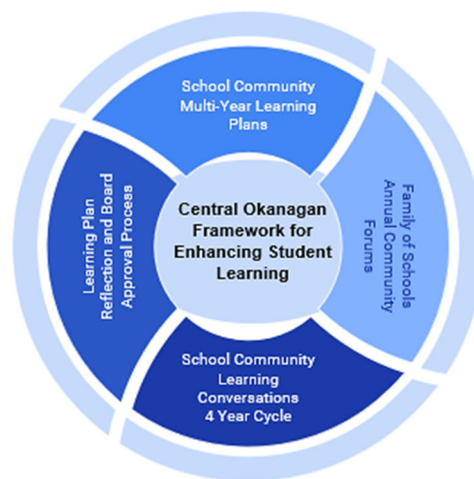 School Community
Multi-Year Learning
Plans
Family of Schools
Annual Community
Forums
Central Okanagan
Framework for
Enhancing Student
Learning
Learning Plan
Reflection and Board
Approval Process
School Community
Learning
Conversations
4 Year Cycle